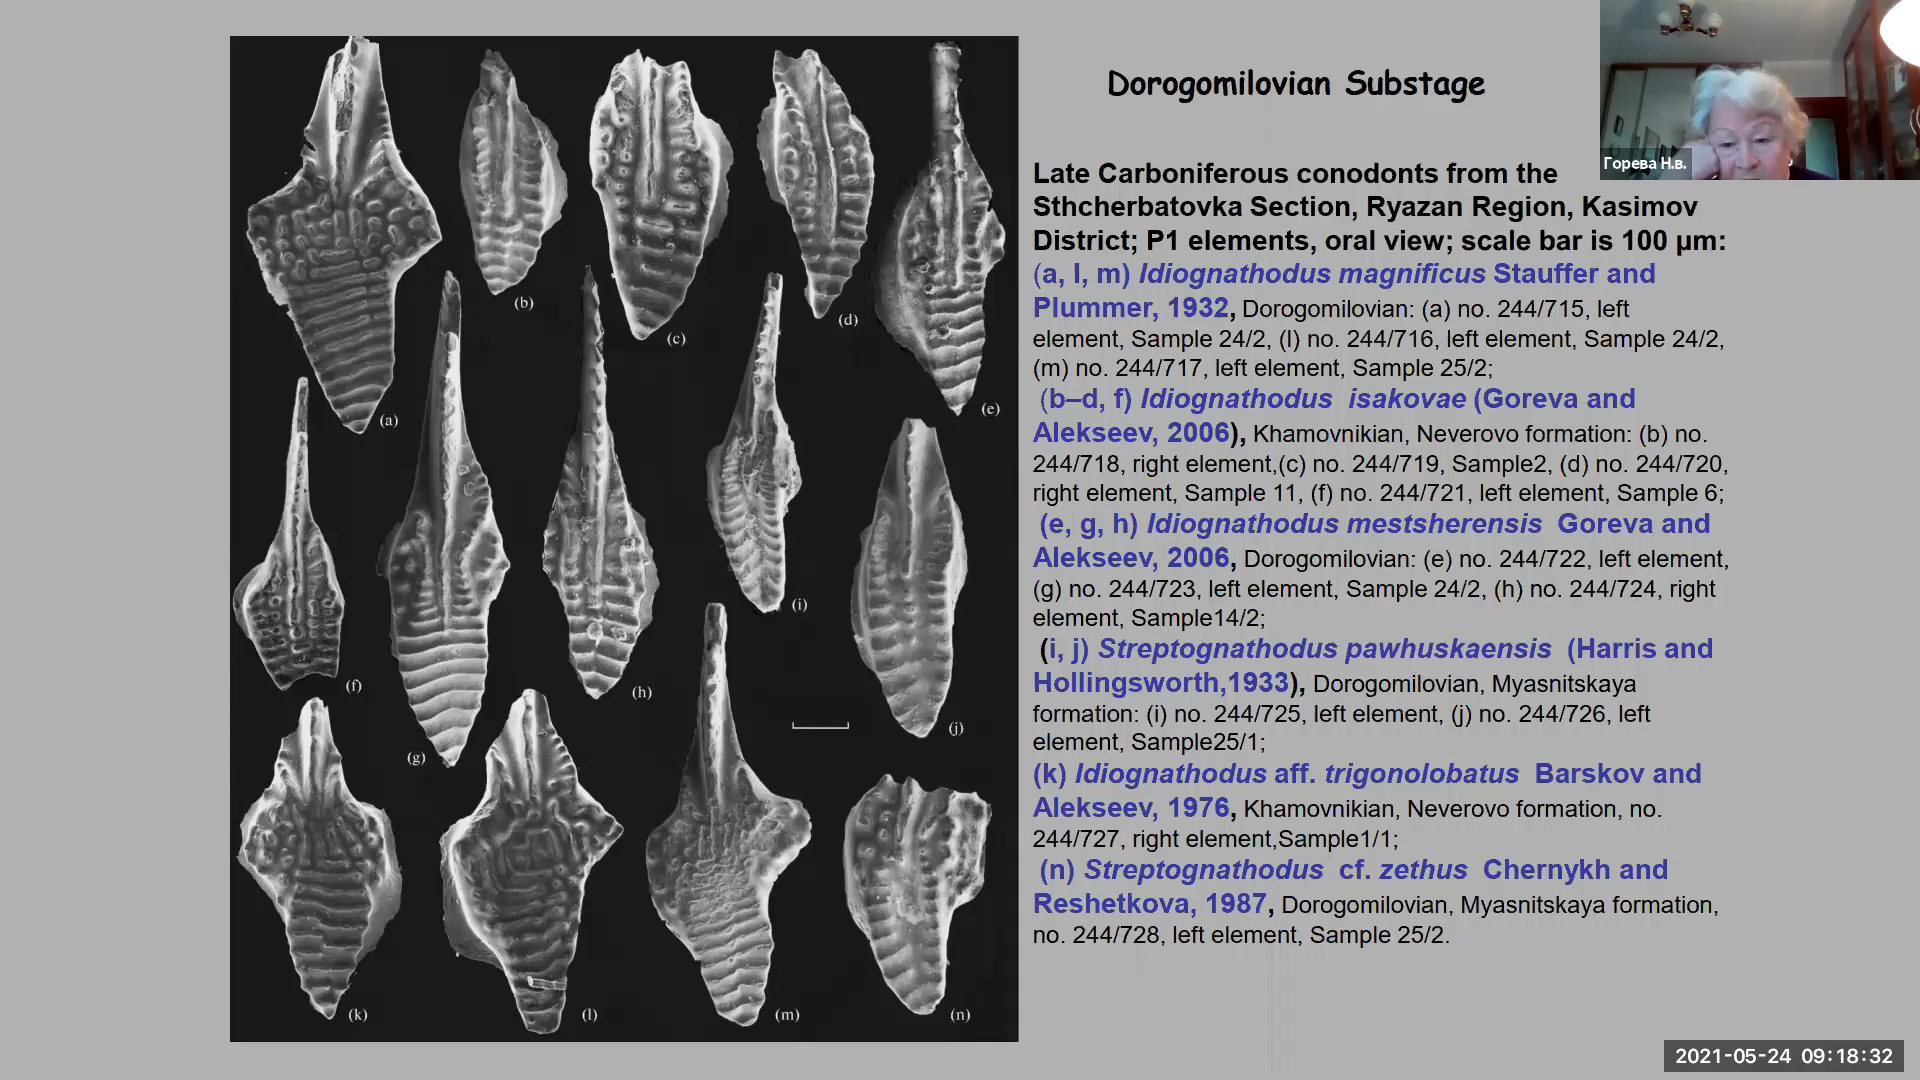 Dorogomilovian Substage
Горева Н.в.
Late Carboniferous conodonts from the
Sthcherbatovka Section, Ryazan Region, Kasimov
District; P1 elements, oral view; scale bar is 100 µm:
(a, l, m) Idiognathodus magnificus Stauffer and
Plummer, 1932, Dorogomilovian: (a) no. 244/715, left
element, Sample 24/2, (l) no. 244/716, left element, Sample 24/2,
(m) no. 244/717, left element, Sample 25/2;
(b–d, f) Idiognathodus isakovae (Goreva and
Alekseev, 2006), Khamovnikian, Neverovo formation: (b) no.
244/718, right element,(c) no. 244/719, Sample2, (d) no. 244/720,
right element, Sample 11, (f) no. 244/721, left element, Sample 6;
(e, g, h) Idiognathodus mestsherensis Goreva and
Alekseev, 2006, Dorogomilovian: (e) no. 244/722, left element,
(g) no. 244/723, left element, Sample 24/2, (h) no. 244/724, right
element, Sample14/2;
(i, j) Streptognathodus pawhuskaensis (Harris and
Hollingsworth,1933), Dorogomilovian, Myasnitskaya
formation: (i) no. 244/725, left element, (j) no. 244/726, left
element, Sample25/1;
(k) Idiognathodus aff. trigonolobatus Barskov and
Alekseev, 1976, Khamovnikian, Neverovo formation, no.
244/727, right element,Sample1/1;
(n) Streptognathodus cf. zethus Chernykh and
Reshetkova, 1987, Dorogomilovian, Myasnitskaya formation,
no. 244/728, left element, Sample 25/2.
(a)
(b)
(c)
(d)
(e)
(f)
(g)
(h)
(i)
(j)
(k)
(l)
(m)
(n)
2021-05-24 09:18:32